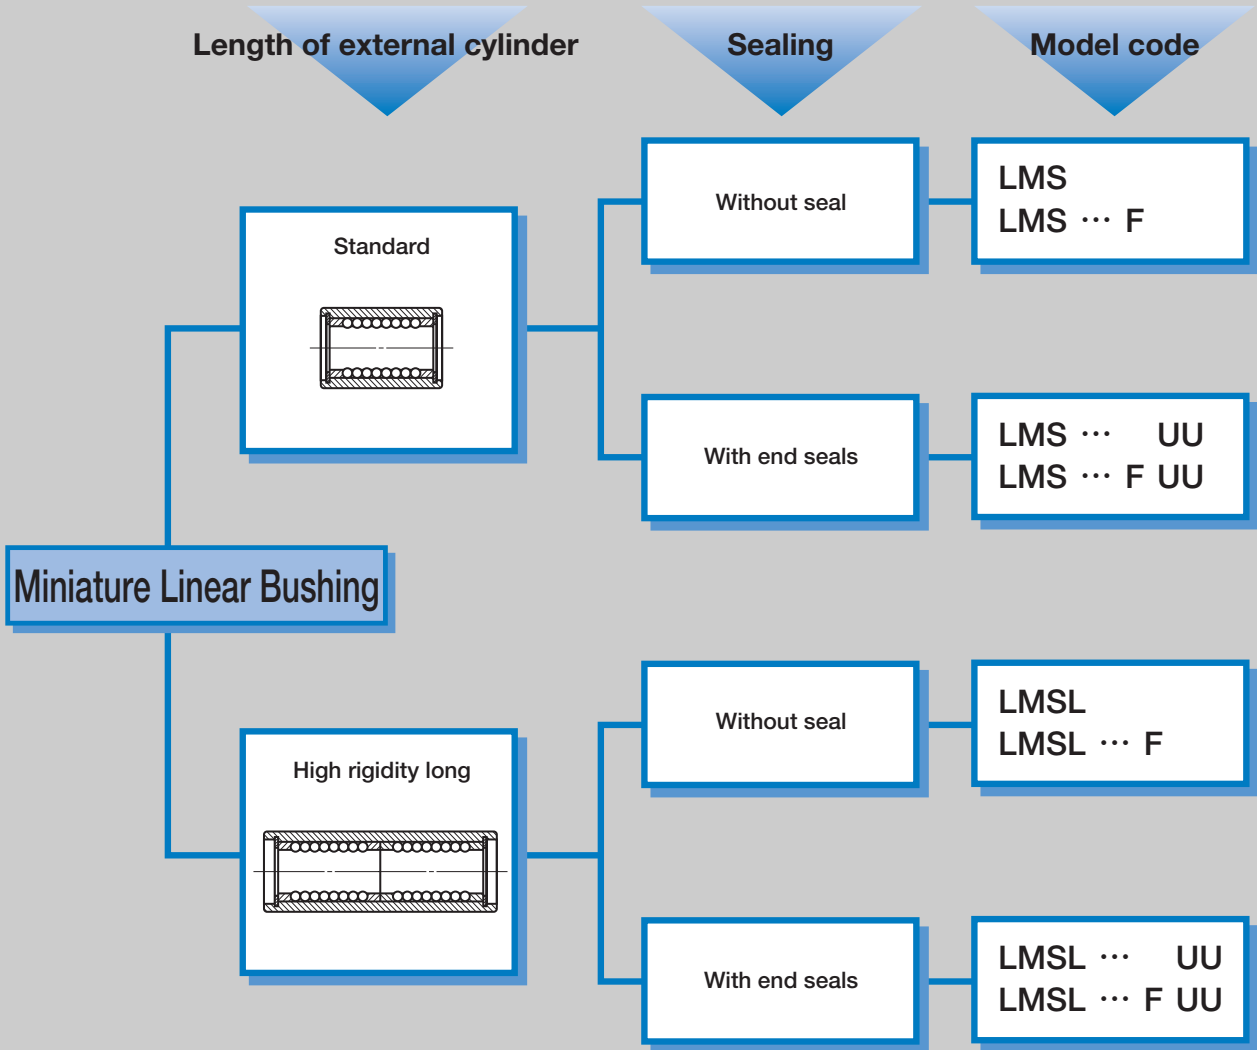 Length of external cylinder
Sealing
Model code
Miniature Linear Bushing
Standard
Without seal
LMS
LMS ··· F
With end seals
LMS ··· UU
LMS ··· F UU
High rigidity long
Without seal
LMSL
LMSL ··· F
With end seals
LMSL ··· UU
LMSL ··· F UU